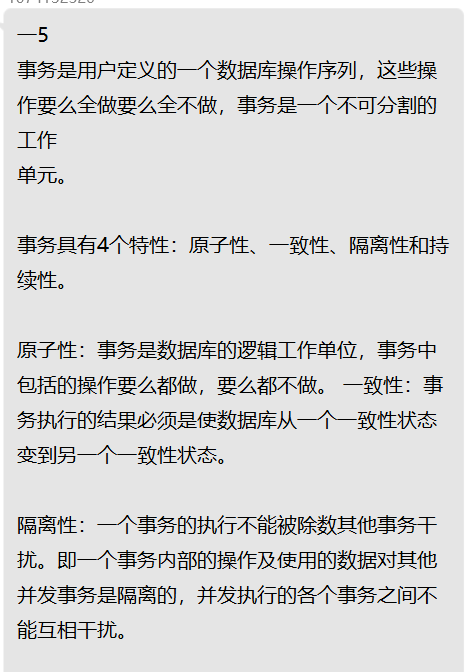 一5
事务是用户定义的一个数据库操作序列，这些操
作要么全做要么全不做，事务是一个不可分割的
工作
单元。
事务具有4个特性：原子性、一致性、隔离性和持
续性。
原子性：事务是数据库的逻辑工作单位，事务中
包括的操作要么都做，要么都不做。 一致性：事
务执行的结果必须是使数据库从一个一致性状态
变到另一个一致性状态。
隔离性：一个事务的执行不能被除数其他事务干
扰。即一个事务内部的操作及使用的数据对其他
并发事务是隔离的，并发执行的各个事务之间不
能互相干扰。